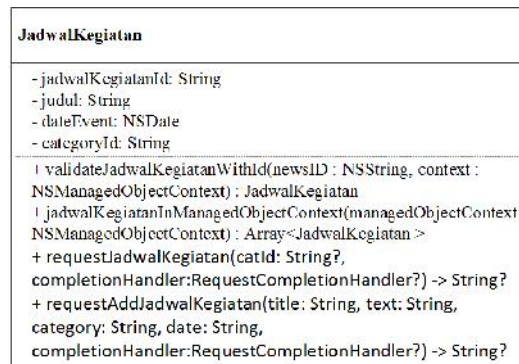 JadwalKegiatan
- jadwalKegiatanId: String
- judul: String
- dateEvent: NSDate
- categoryId: String
+ validateJadwalKegiatanWithId(newsID : NSString, context :
NSManagedObjectContext) : JadwalKegiatan
+ jadwalKegiatanInManagedObjectContext(managedObjectContext
NSManagedObjectContext) : Array<JadwalKegiatan >
+ requestJadwalKegiatan(catId: String?,
completionHandler:RequestCompletionHandler?) -> String?
+ requestAddJadwalKegiatan(title: String, text: String,
category: String, date: String,
completionHandler:RequestCompletionHandler?) -> String?